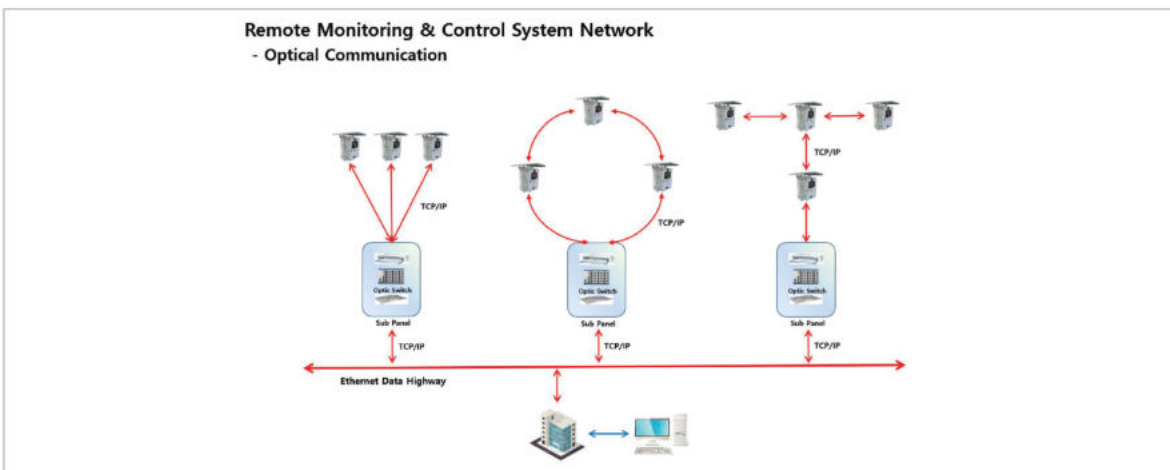 Remote Monitoring & Control System Network
- Optical Communication
TCP/IP
TCP/IP
TCP/IP
Optic Switch
Optic Switch
Optic Switch
Sub Panel
Sub Panel
Sub Panel
TCP/IP
TCP/IP
TCP/IP
Ethernet Data Highway